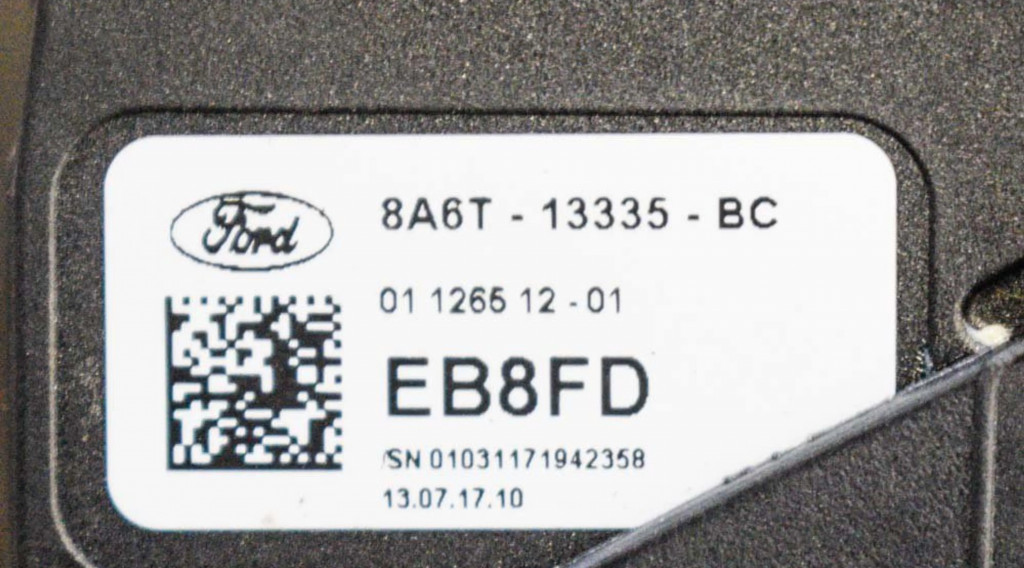 Ford
8A6T - 13335 - BC
01 1265 12 - 01
EB8FD
/SN 01031171942358
13.07.17.10